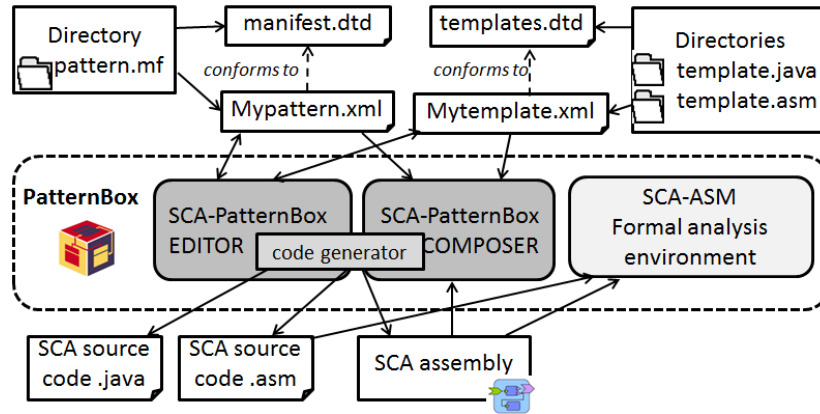 Directory
pattern.mf
manifest.dtd
templates.dtd
Directories
template.java
template.asm
conforms to
conforms to
Mypattern.xml
Mytemplate.xml
PatternBox
SCA-PatternBox
EDITOR
SCA-PatternBox
COMPOSER
code generator
SCA-ASM
Formal analysis
environment
SCA source
code .java
SCA source
code .asm
SCA assembly